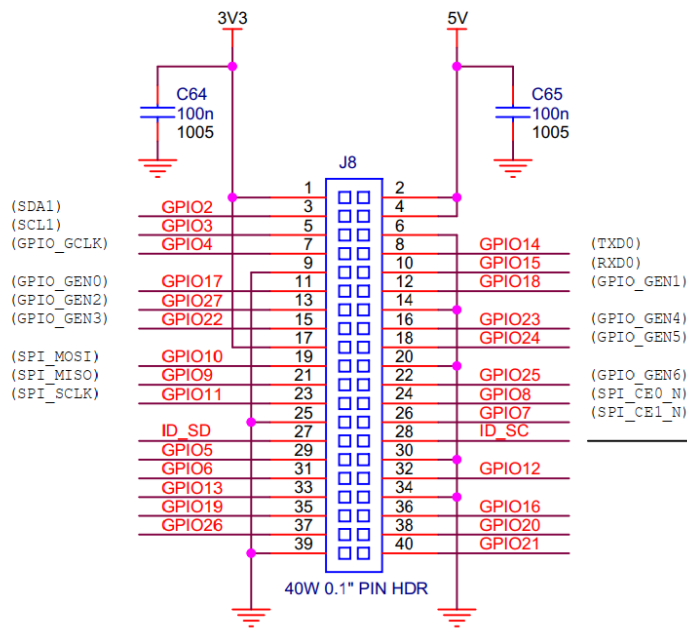 3V3 5V
C64 C65
100n 100n
1005 1005
J8
1 2
(SDA1) GPIO2 3 4
(SCL1) GPIO3 5 6
(GPIO_GCLK) GPIO4 7 8 GPIO14 (TXD0)
9 10 GPIO15 (RXD0)
(GPIO_GEN0) GPIO17 11 12 GPIO18 (GPIO_GEN1)
(GPIO_GEN2) GPIO27 13 14
(GPIO_GEN3) GPIO22 15 16 GPIO23 (GPIO_GEN4)
17 18 GPIO24 (GPIO_GEN5)
(SPI_MOSI) GPIO10 19 20
(SPI_MISO) GPIO9 21 22 GPIO25 (GPIO_GEN6)
(SPI_SCLK) GPIO11 23 24 GPIO8 (SPI_CE0_N)
25 26 GPIO7 (SPI_CE1_N)
ID_SD 27 28 ID_SC
GPIO5 29 30
GPIO6 31 32 GPIO12
GPIO13 33 34
GPIO19 35 36 GPIO16
GPIO26 37 38 GPIO20
39 40 GPIO21
40W 0.1" PIN HDR